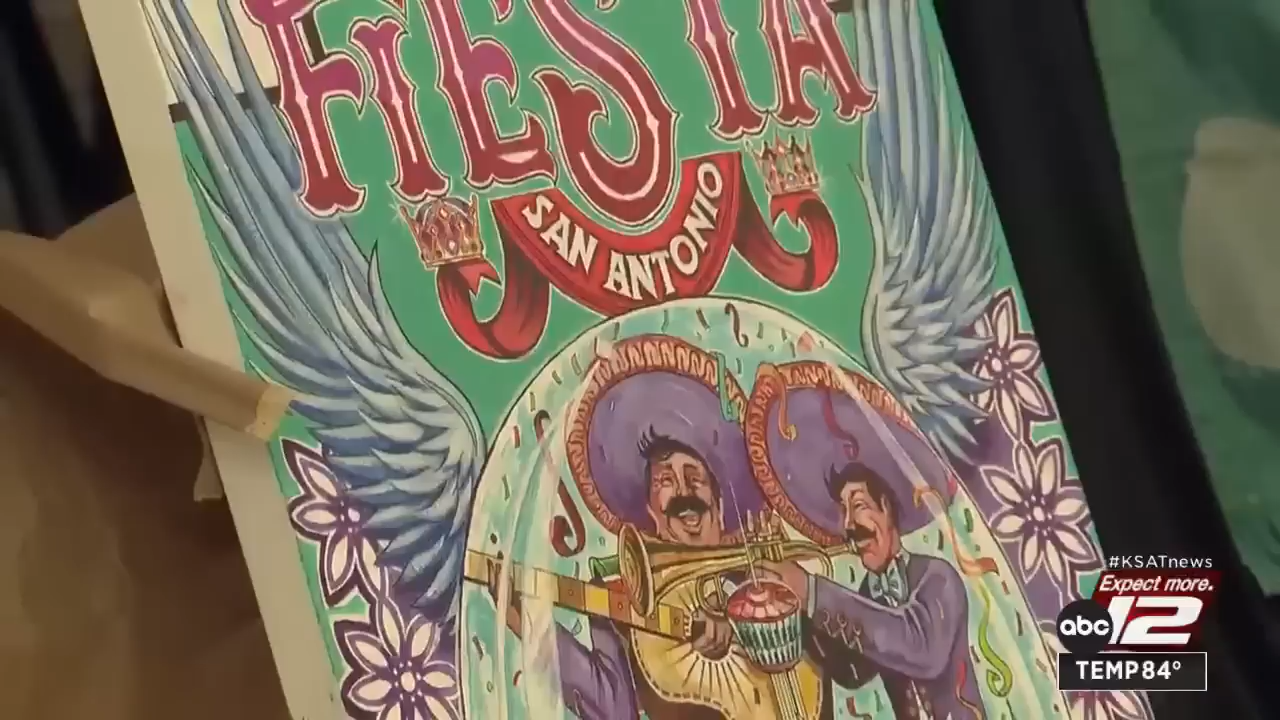 FIESTA
SAN ANTONIO
#KSATnews
Expect more.
abc 12
TEMP 84°